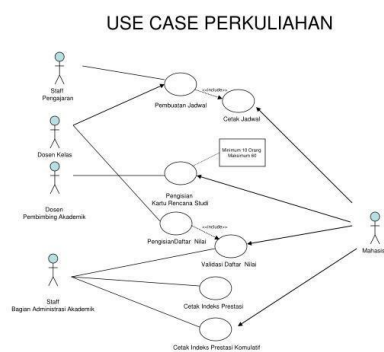 USE CASE PERKULIAHAN
Staff
Pengajaran
Pembuatan Jadwal
<<include>>
Cetak Jadwal
Dosen Kelas
Minimum 10 Orang
Maksimum 60
Dosen
Pembimbing Akademik
Pengisian
Kartu Rencana Studi
<<include>>
PengisianDaftar Nilai
Mahasis
Validasi Daftar Nilai
Staff
Bagian Administrasi Akademik
Cetak Indeks Prestasi
Cetak Indeks Prestasi Komulatif